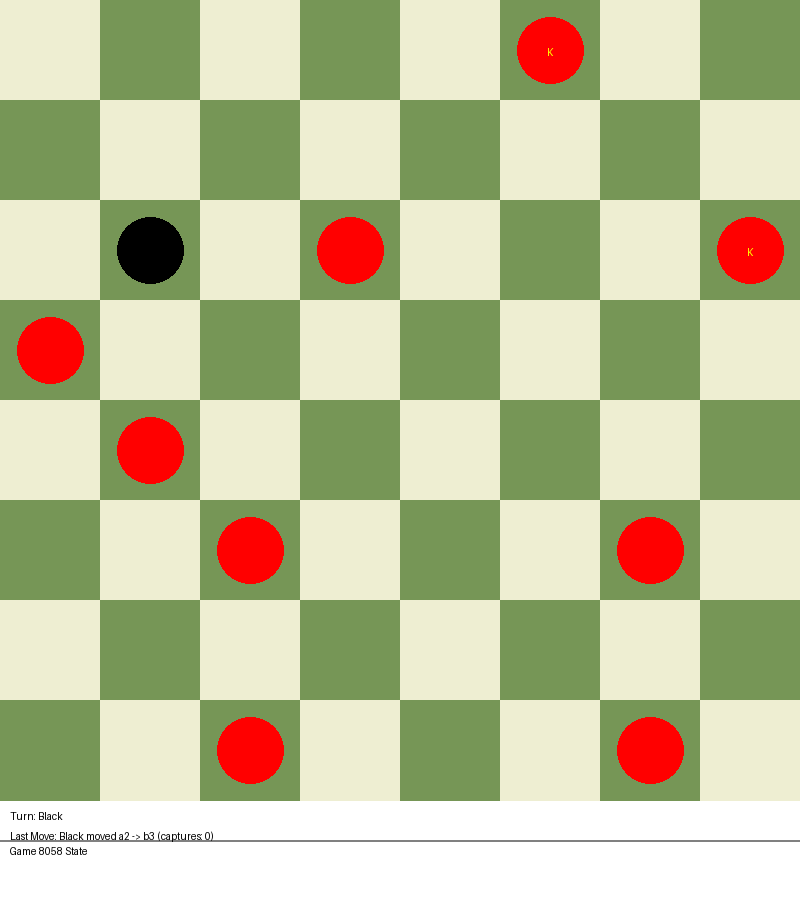 K
K
Turn: Black
Last Move: Black moved a2 -> b3 (captures: 0)
Game 8058 State